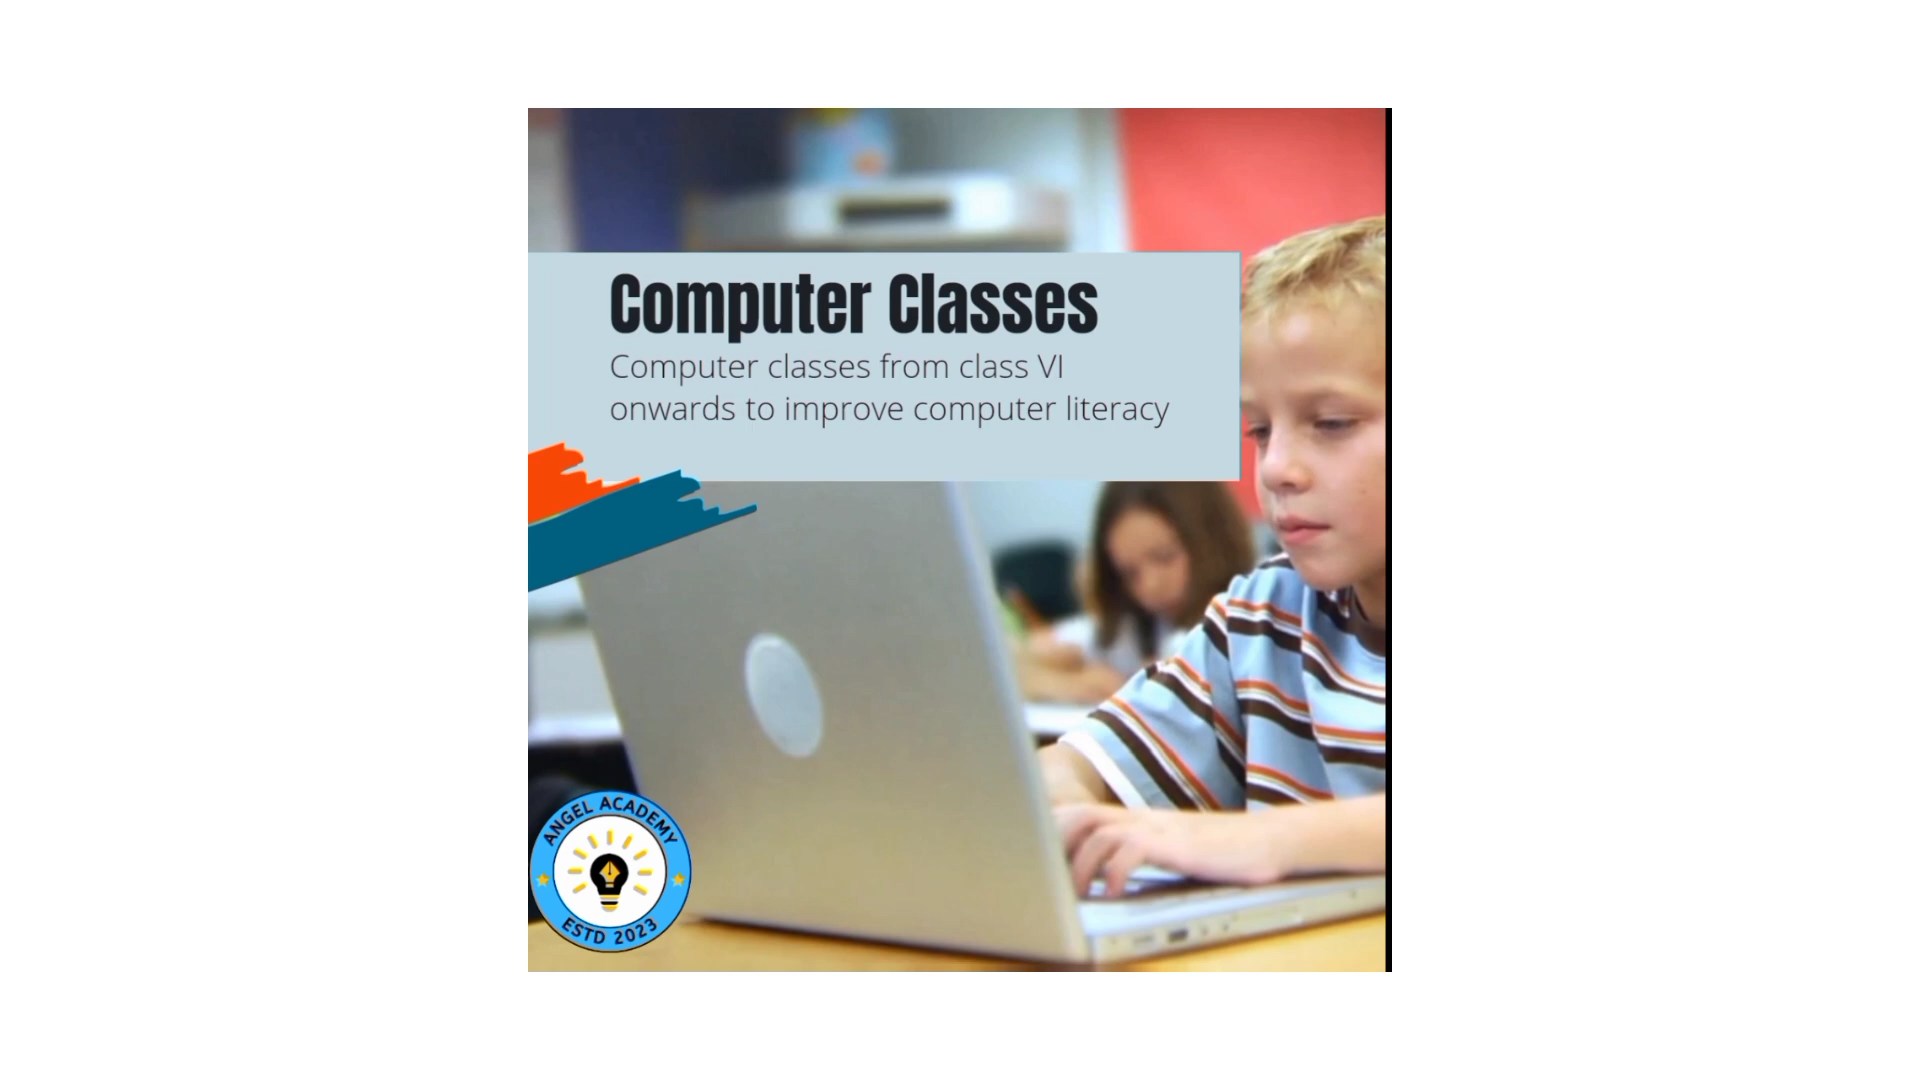 Computer Classes
Computer classes from class VI
onwards to improve computer literacy
ANGEL ACADEMY
ESTD 2023